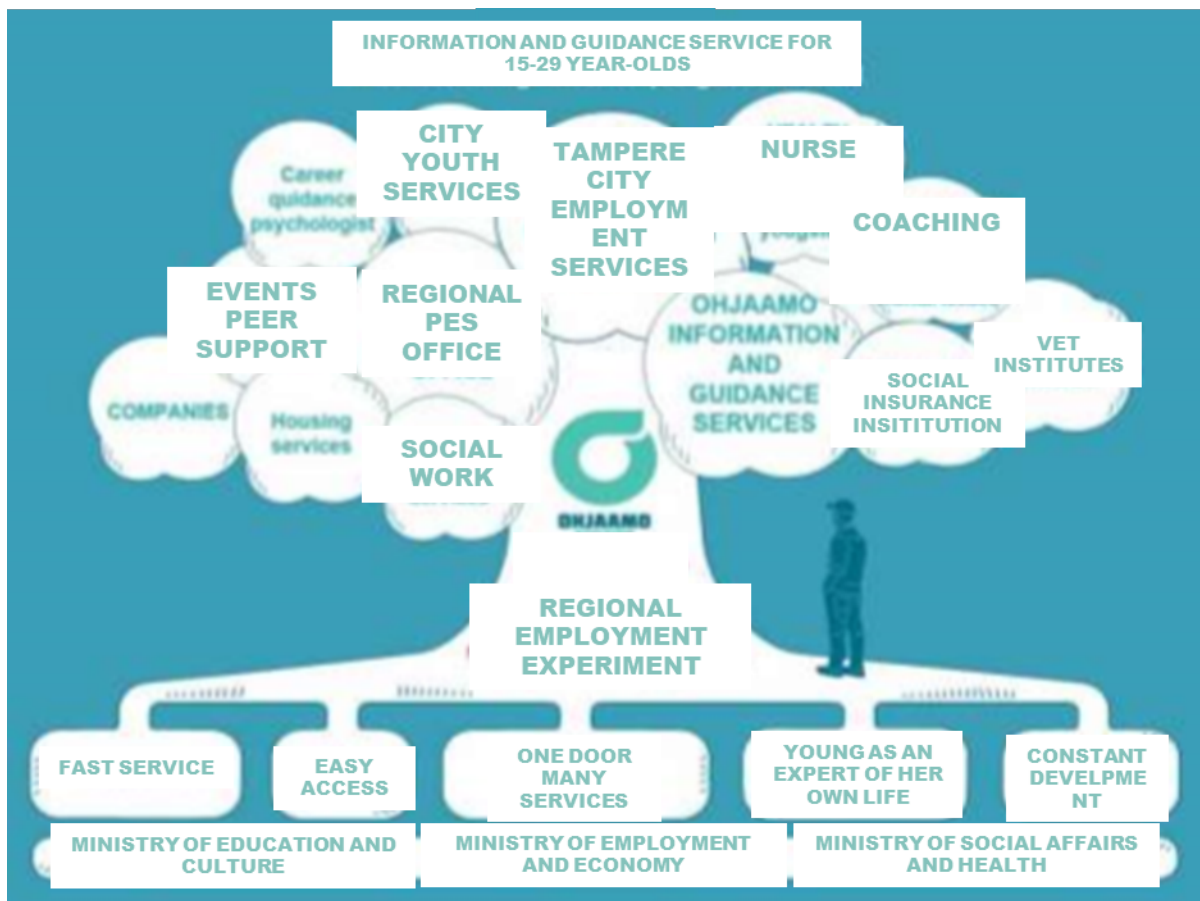 INFORMATION AND GUIDANCE SERVICE FOR
15-29 YEAR-OLDS
Career
quidance
psychologist
CITY
YOUTH
SERVICES
TAMPERE
CITY
EMPLOYM
ENT
SERVICES
NURSE
COACHING
EVENTS
PEER
SUPPORT
REGIONAL
PES
OFFICE
OHJAAMO
INFORMATION
AND
GUIDANCE
SERVICES
VET
INSTITUTES
SOCIAL
INSURANCE
INSITITUTION
COMPANIES
Housing
services
SOCIAL
WORK
OHJAAMO
REGIONAL
EMPLOYMENT
EXPERIMENT
FAST SERVICE
EASY
ACCESS
ONE DOOR
MANY
SERVICES
YOUNG AS AN
EXPERT OF HER
OWN LIFE
CONSTANT
DEVELPME
NT
MINISTRY OF EDUCATION AND
CULTURE
MINISTRY OF EMPLOYMENT
AND ECONOMY
MINISTRY OF SOCIAL AFFAIRS
AND HEALTH